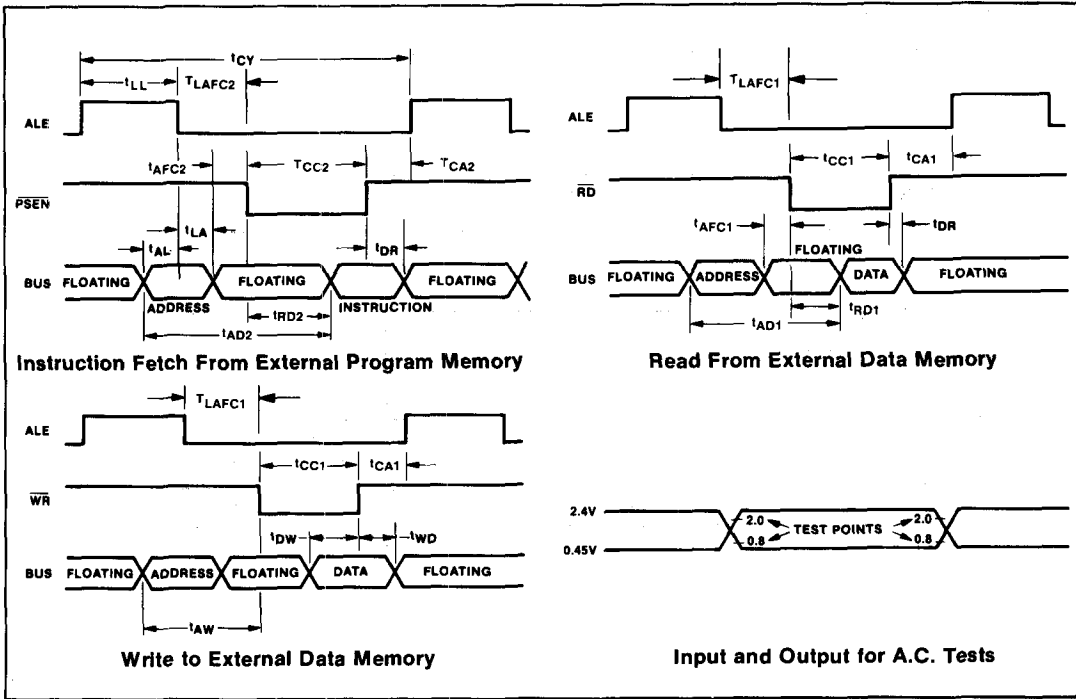 tCY
tLL TLAFC2
ALE
tAFC2 TCC2 TCA2
PSEN
tLA
tAL tDR
BUS FLOATING FLOATING FLOATING
ADDRESS INSTRUCTION
tRD2
tAD2
Instruction Fetch From External Program Memory
TLAFC1
ALE
tCC1 tCA1
RD
tAFC1 tDR
FLOATING
BUS FLOATING ADDRESS DATA FLOATING
tRD1
tAD1
Read From External Data Memory
TLAFC1
ALE
tCC1 tCA1
WR
tDW tWD
BUS FLOATING ADDRESS FLOATING DATA FLOATING
tAW
Write to External Data Memory
2.4V
2.0 TEST POINTS 2.0
0.8 0.8
0.45V
Input and Output for A.C. Tests